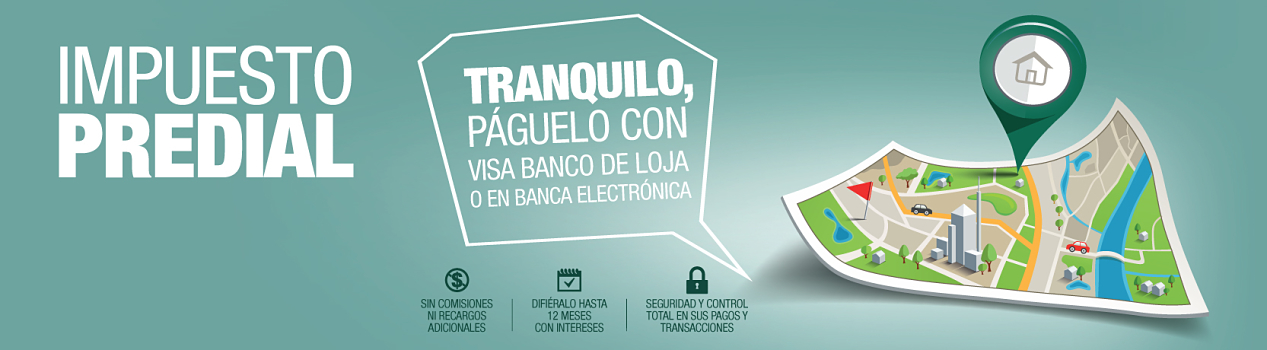 IMPUESTO
PREDIAL
TRANQUILO,
PÁGUELO CON
VISA BANCO DE LOJA
O EN BANCA ELECTRÓNICA
SIN COMISIONES
NI RECARGOS
ADICIONALES
DIFIÉRALO HASTA
12 MESES
CON INTERESES
SEGURIDAD Y CONTROL
TOTAL EN SUS PAGOS Y
TRANSACCIONES